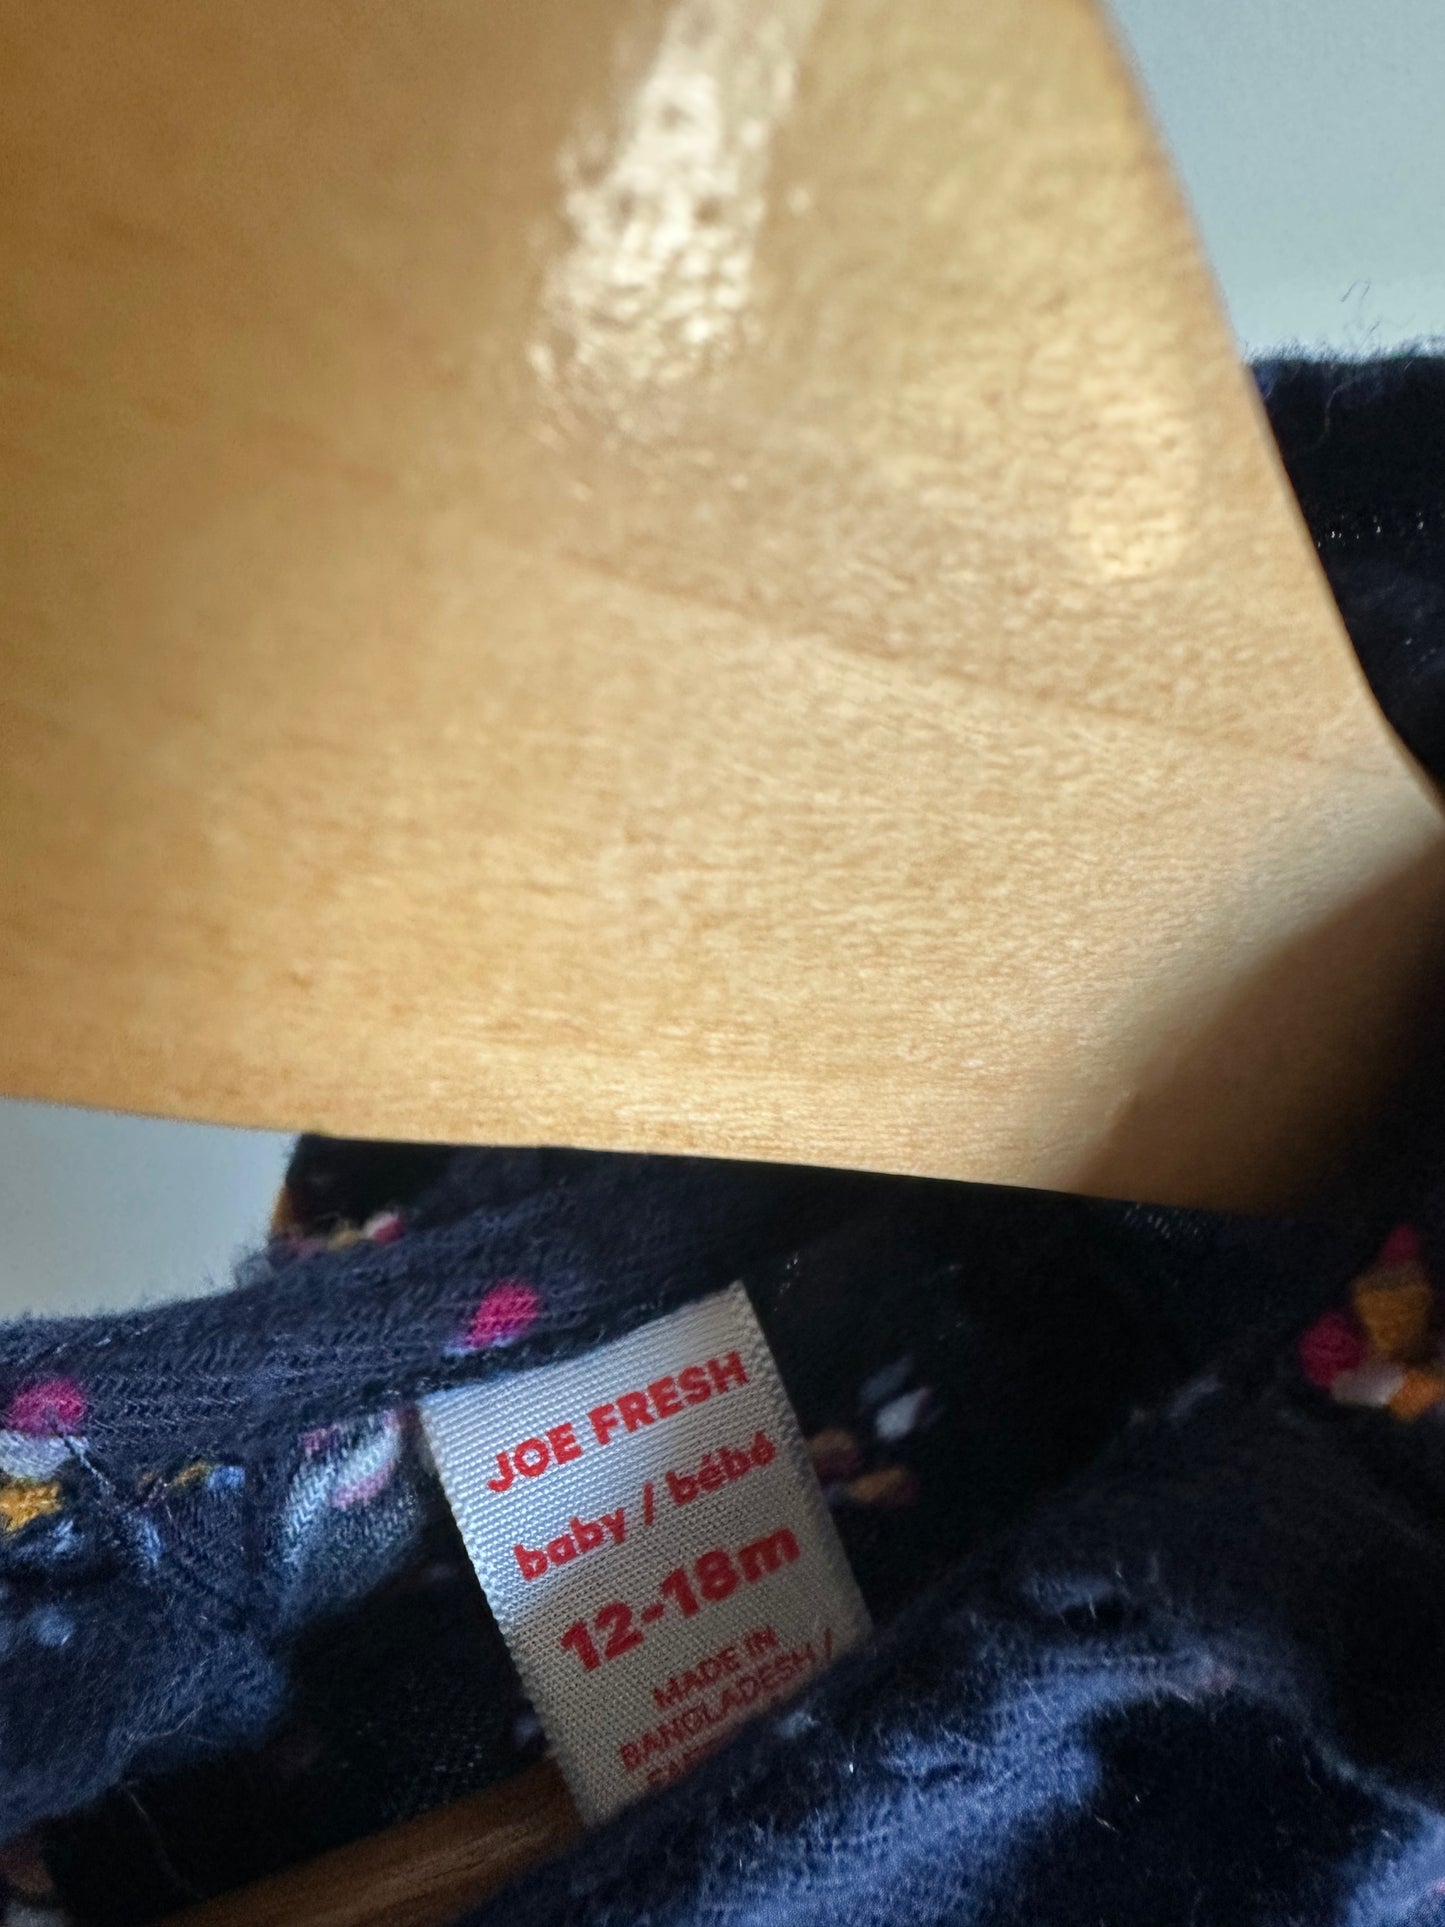 JOE FRESH
baby / bébé
12-18m
MADE IN
BANGLADESH /